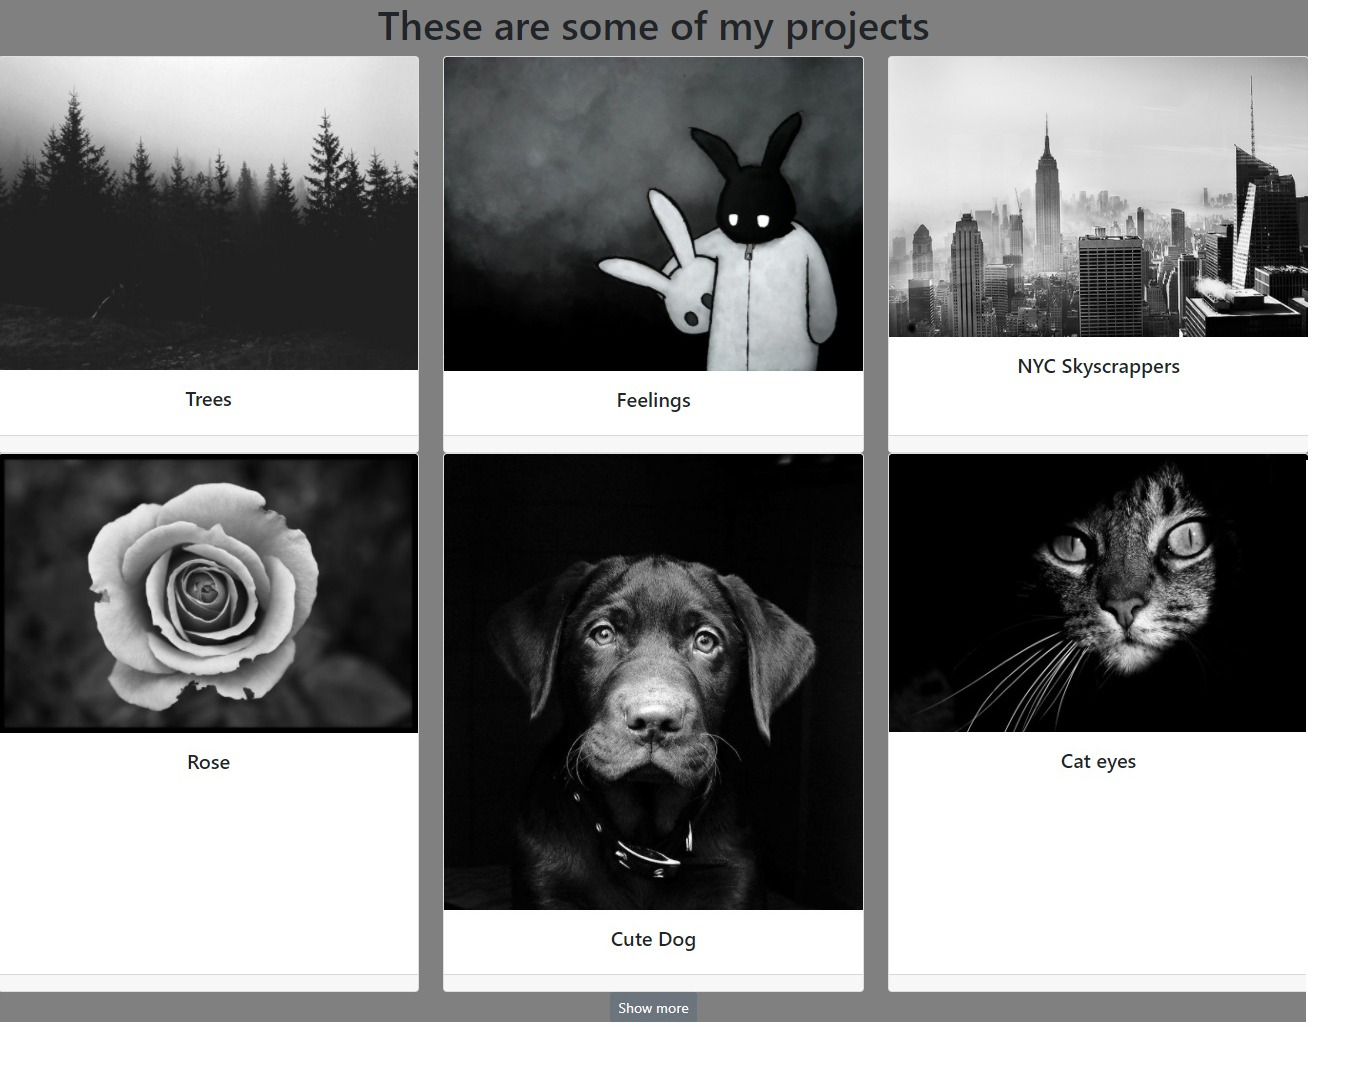 These are some of my projects
Trees
Feelings
NYC Skyscrappers
Rose
Cute Dog
Cat eyes
Show more